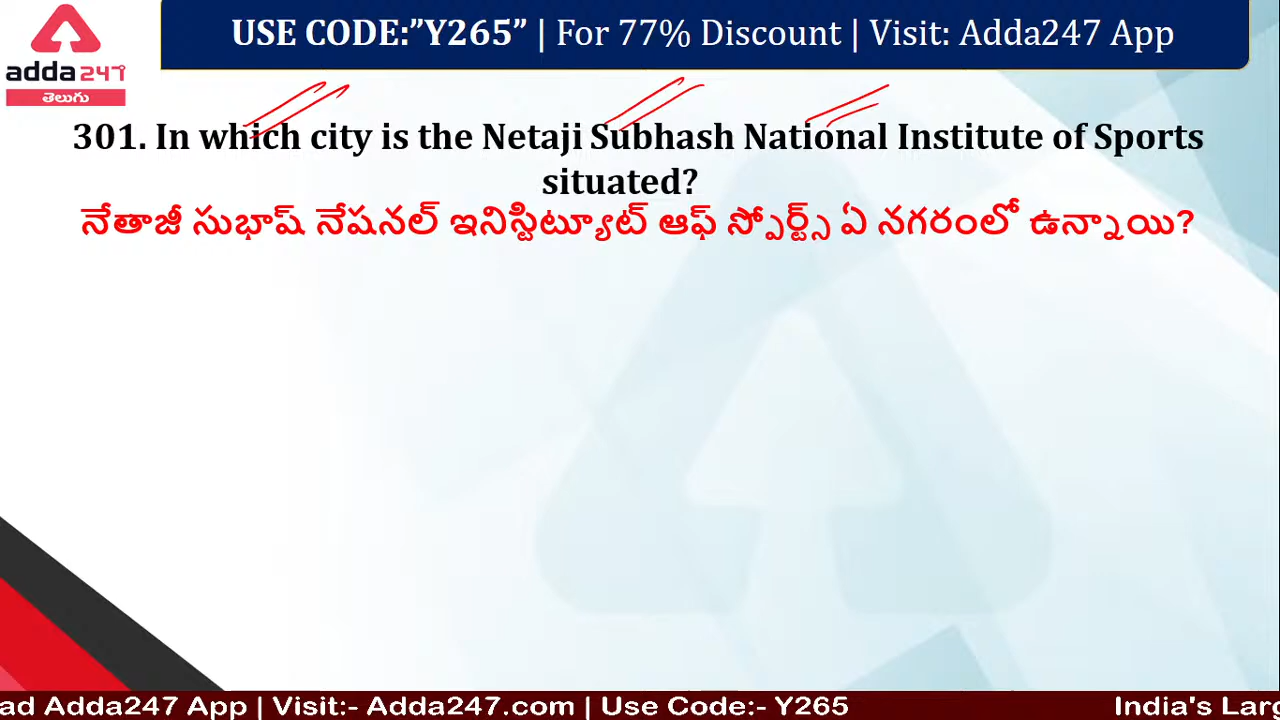 USE CODE:”Y265” | For 77% Discount | Visit: Adda247 App
adda247
తెలుగు
301. In which city is the Netaji Subhash National Institute of Sports
situated?
నేతాజీ సుభాష్ నేషనల్ ఇనిస్టిట్యూట్ ఆఫ్ స్పోర్ట్స్ ఏ నగరంలో ఉన్నాయి?
ad Adda247 App | Visit:- Adda247.com | Use Code:- Y265 India's Larg